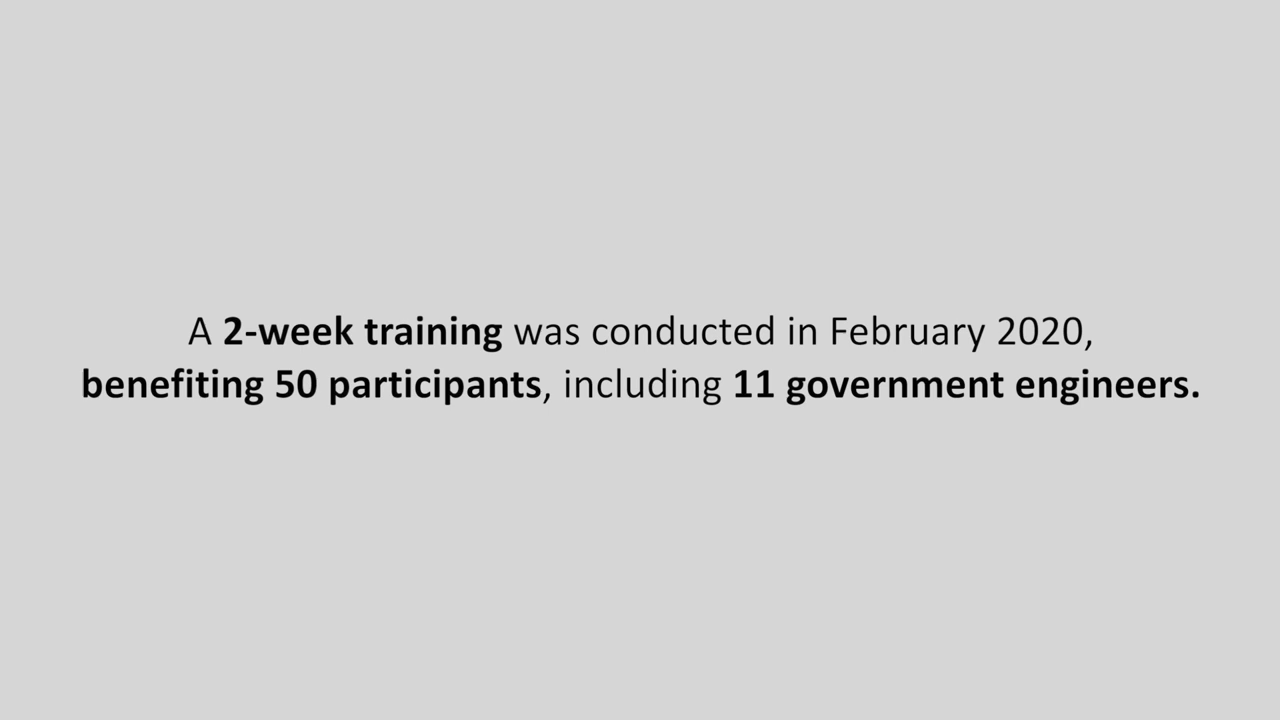 A 2-week training was conducted in February 2020,
benefiting 50 participants, including 11 government engineers.